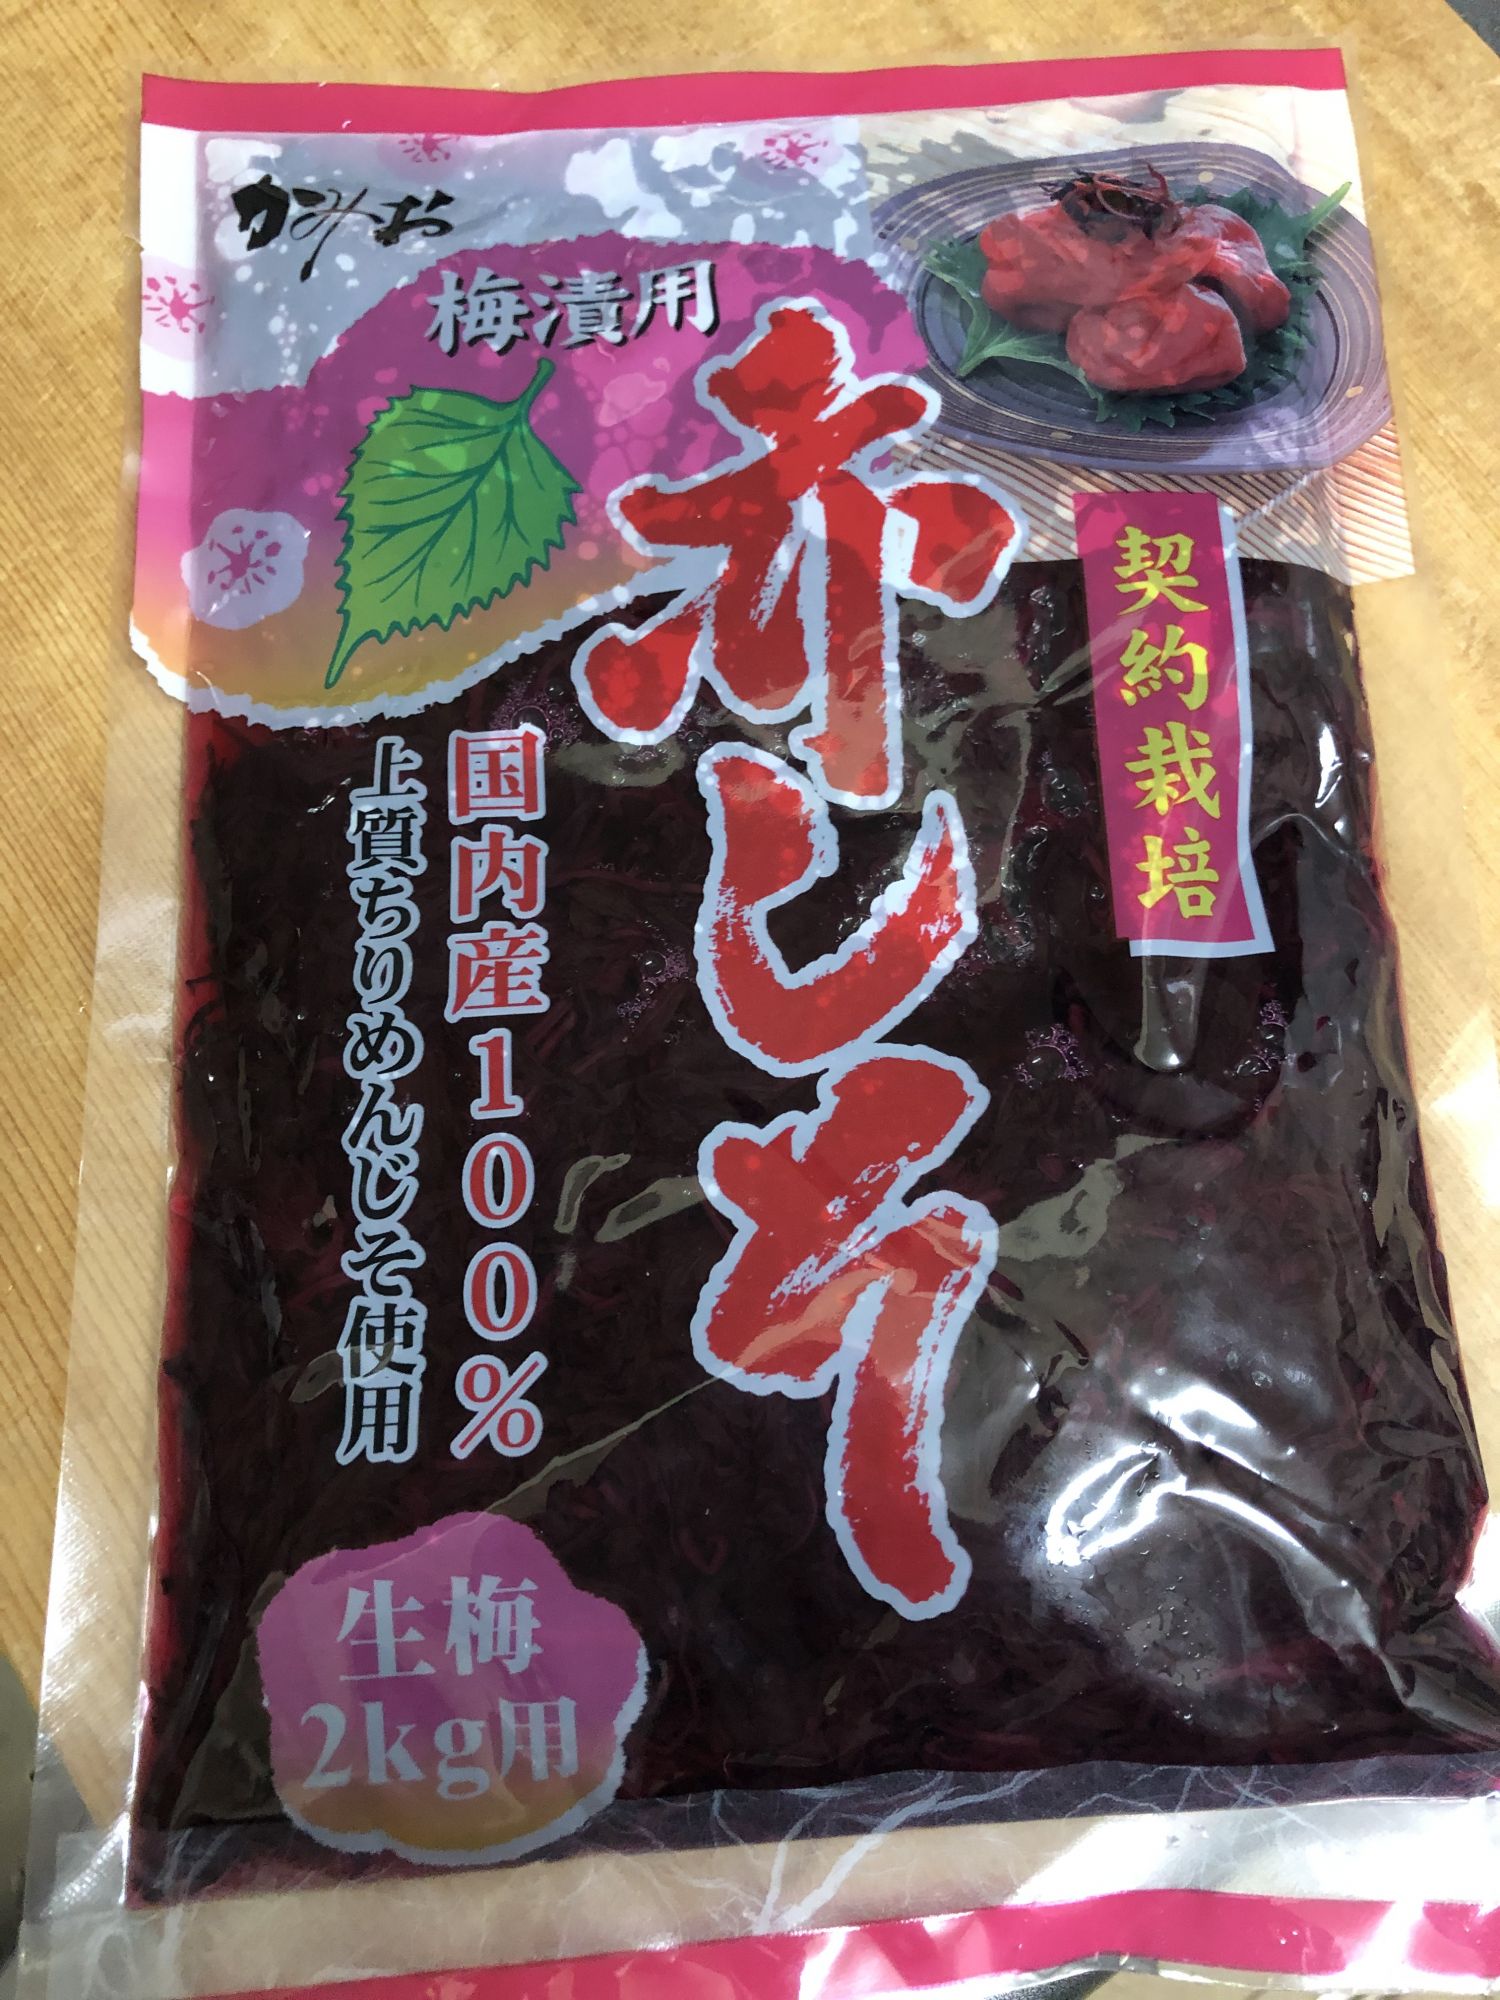 かみお
梅漬用
赤しそ
契約栽培
国内産100%
上質ちりめんじそ使用
生梅
2kg用